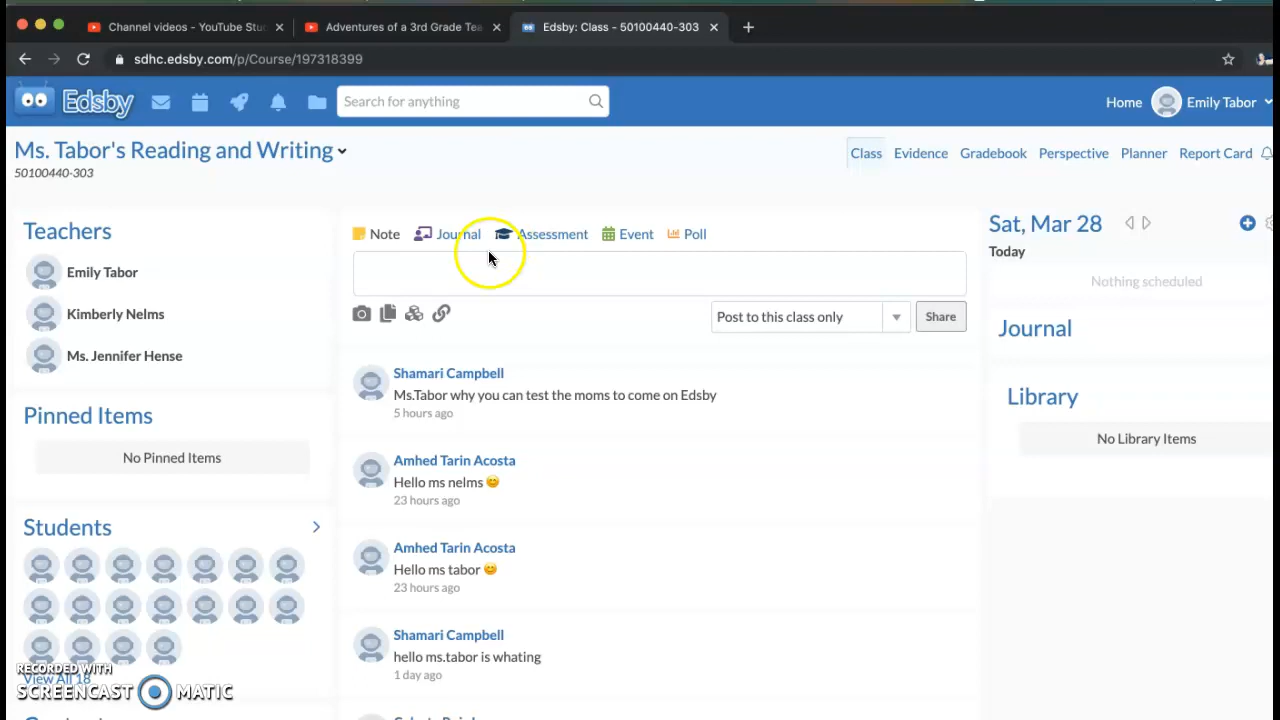 Channel videos - YouTube Stu
Adventures of a 3rd Grade Tea
Edsby: Class - 50100440-303
sdhc.edsby.com/p/Course/197318399
Edsby
Search for anything
Home
Emily Tabor
Ms. Tabor's Reading and Writing
50100440-303
Class
Evidence
Gradebook
Perspective
Planner
Report Card
Teachers
Emily Tabor
Kimberly Nelms
Ms. Jennifer Hense
Pinned Items
No Pinned Items
Students
View All 18
Note
Journal
Assessment
Event
Poll
Post to this class only
Share
Shamari Campbell
Ms.Tabor why you can test the moms to come on Edsby
5 hours ago
Amhed Tarin Acosta
Hello ms nelms 😊
23 hours ago
Amhed Tarin Acosta
Hello ms tabor 😊
23 hours ago
Shamari Campbell
hello ms.tabor is whating
1 day ago
Sat, Mar 28
Today
Nothing scheduled
Journal
Library
No Library Items
RECORDED WITH
SCREENCAST MATIC